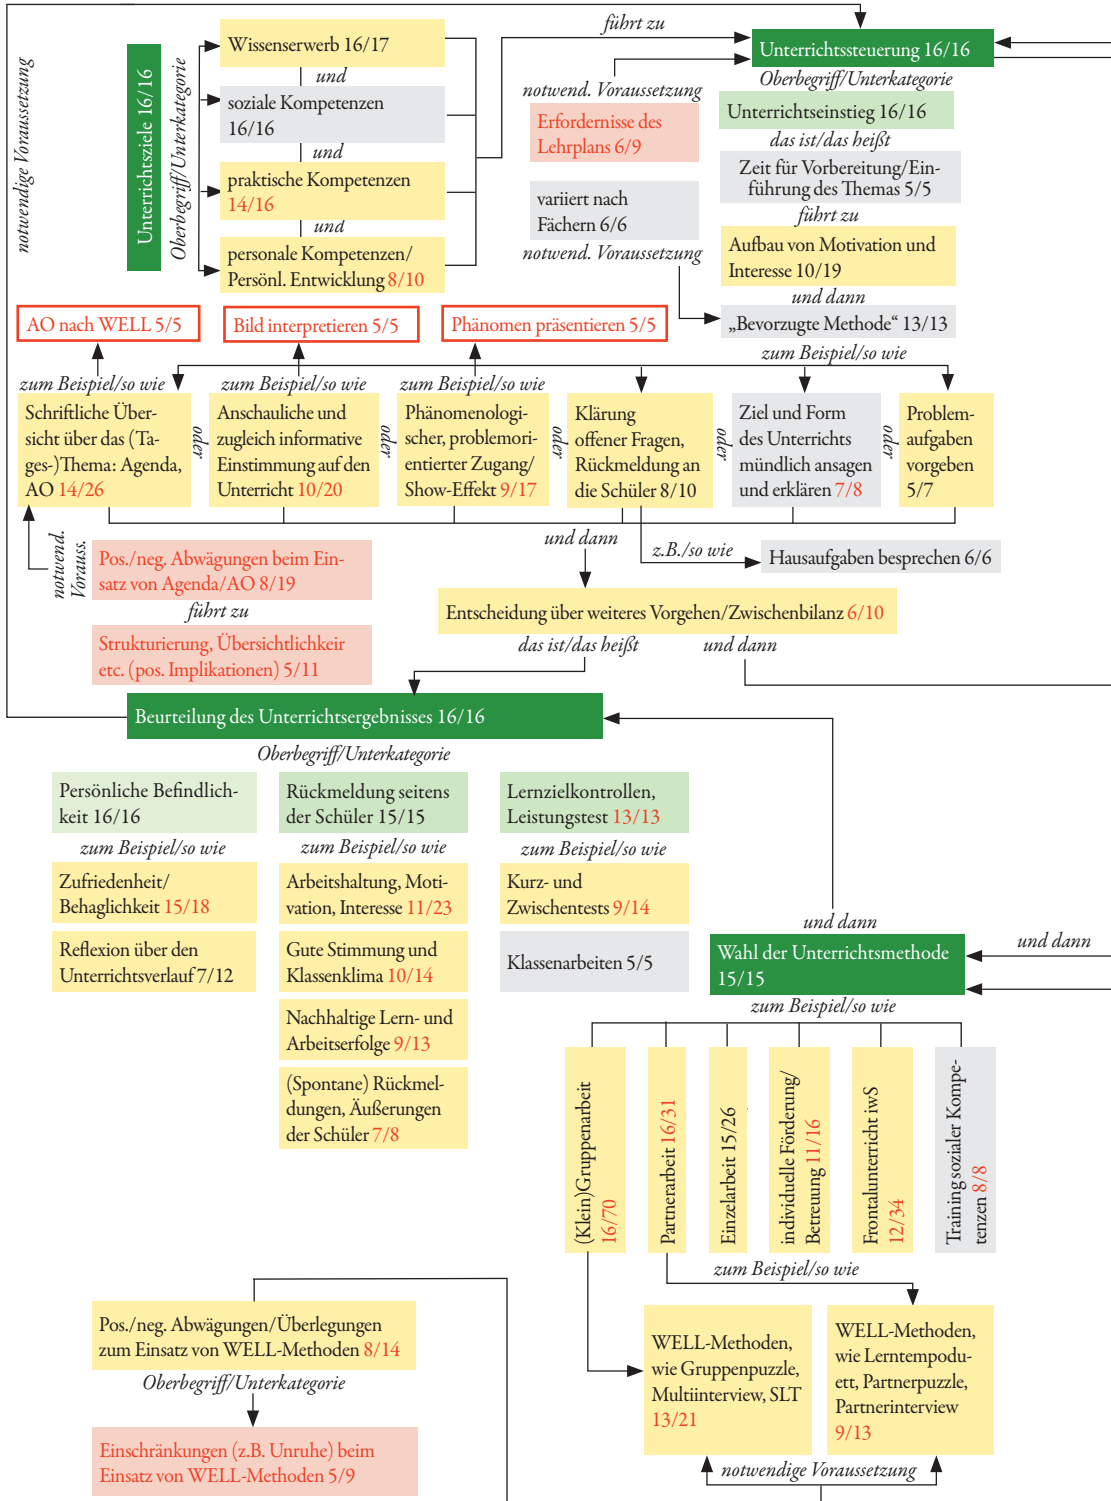 notwendige Voraussetzung
Unterrichtsziele 16/16
Oberbegriff/Unterkategorie
Wissenserwerb 16/17
und
soziale Kompetenzen
16/16
und
praktische Kompetenzen
14/16
und
personale Kompetenzen/
Persönl. Entwicklung 8/10
führt zu
notwend. Voraussetzung
Erfordernisse des
Lehrplans 6/9
variiert nach
Fächern 6/6
notwend. Voraussetzung
Unterrichtssteuerung 16/16
Oberbegriff/Unterkategorie
Unterrichtseinstieg 16/16
das ist/das heißt
Zeit für Vorbereitung/Ein-
führung des Themas 5/5
führt zu
Aufbau von Motivation und
Interesse 10/19
und dann
„Bevorzugte Methode“ 13/13
zum Beispiel/so wie
AO nach WELL 5/5
Bild interpretieren 5/5
Phänomen präsentieren 5/5
zum Beispiel/so wie
zum Beispiel/so wie
zum Beispiel/so wie
Schriftliche Über-
sicht über das (Ta-
ges-)Thema: Agenda,
AO 14/26
oder
Anschauliche und
zugleich informative
Einstimmung auf den
Unterricht 10/20
oder
Phänomenologi-
scher, problemori-
entierter Zugang/
Show-Effekt 9/17
oder
Klärung
offener Fragen,
Rückmeldung an
die Schüler 8/10
oder
Ziel und Form
des Unterrichts
mündlich ansagen
und erklären 7/8
oder
Problem-
aufgaben
vorgeben
5/7
notwend.
Vorauss.
Pos./neg. Abwägungen beim Ein-
satz von Agenda/AO 8/19
führt zu
Strukturierung, Übersichtlichkeir
etc. (pos. Implikationen) 5/11
und dann
z.B./so wie
Hausaufgaben besprechen 6/6
Entscheidung über weiteres Vorgehen/Zwischenbilanz 6/10
das ist/das heißt
und dann
Beurteilung des Unterrichtsergebnisses 16/16
Oberbegriff/Unterkategorie
Persönliche Befindlich-
keit 16/16
zum Beispiel/so wie
Zufriedenheit/
Behaglichkeit 15/18
Reflexion über den
Unterrichtsverlauf 7/12
Rückmeldung seitens
der Schüler 15/15
zum Beispiel/so wie
Arbeitshaltung, Moti-
vation, Interesse 11/23
Gute Stimmung und
Klassenklima
10/14
Nachhaltige Lern- und
Arbeitserfolge 9/13
(Spontane) Rückmel-
dungen, Äußerungen
der Schüler 7/8
Lernzielkontrollen,
Leistungstest 13/13
zum Beispiel/so wie
Kurz- und
Zwischentests 9/14
Klassenarbeiten 5/5
und dann
Wahl der Unterrichtsmethode
15/15
und dann
zum Beispiel/so wie
(Klein)Gruppenarbeit
16/70
Partnerarbeit 16/31
Einzelarbeit 15/26
individuelle Förderung/
Betreuung 11/16
Frontalunterricht iwS
12/34
Training sozialer Kompe-
tenzen 8/8
zum Beispiel/so wie
WELL-Methoden,
wie Gruppenpuzzle,
Multiinterview, SLT
13/21
WELL-Methoden,
wie Lerntempodu-
ett, Partnerpuzzle,
Partnerinterview
9/13
notwendige Voraussetzung
Pos./neg. Abwägungen/Überlegungen
zum Einsatz von WELL-Methoden 8/14
Oberbegriff/Unterkategorie
Einschränkungen (z.B. Unruhe) beim
Einsatz von WELL-Methoden 5/9